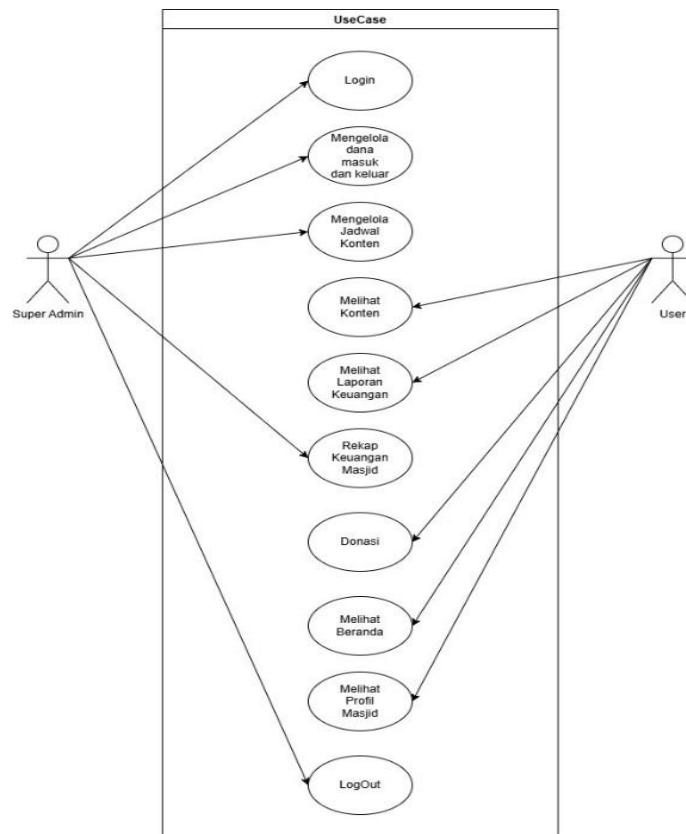 UseCase
Login
Mengelola
dana
masuk
dan keluar
Mengelola
Jadwal
Konten
Super Admin
User
Melihat
Konten
Melihat
Laporan
Keuangan
Rekap
Keuangan
Masjid
Donasi
Melihat
Beranda
Melihat
Profil
Masjid
LogOut